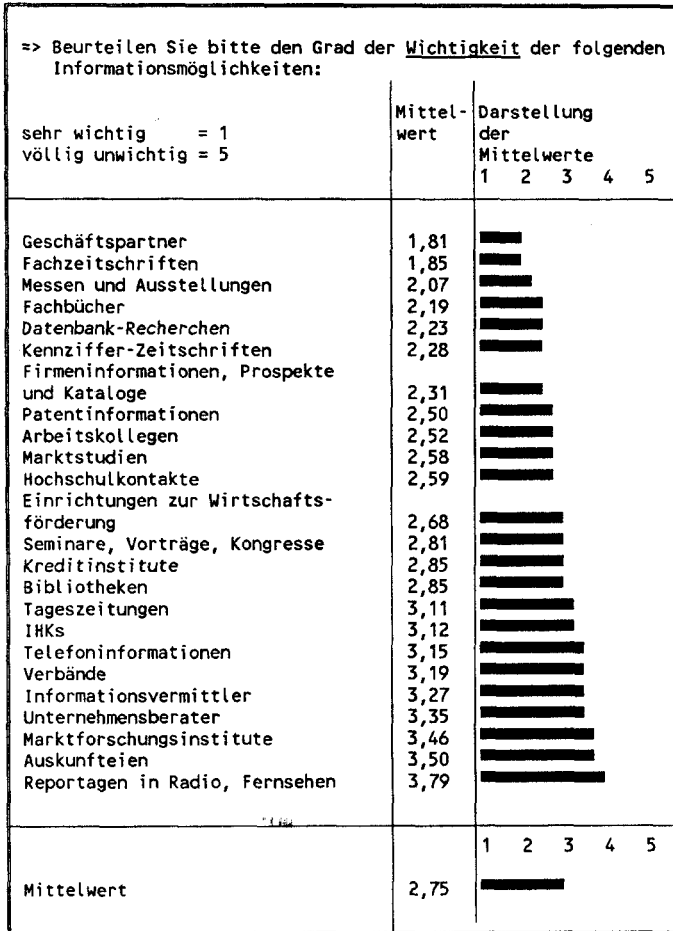 => Beurteilen Sie bitte den Grad der Wichtigkeit der folgenden
Informationsmöglichkeiten:
sehr wichtig = 1
völlig unwichtig = 5
Mittel-
wert
Darstellung
der
Mittelwerte
1 2 3 4 5
Geschäftspartner 1,81
Fachzeitschriften 1,85
Messen und Ausstellungen 2,07
Fachbücher 2,19
Datenbank-Recherchen 2,23
Kennziffer-Zeitschriften 2,28
Firmeninformationen, Prospekte
und Kataloge 2,31
Patentinformationen 2,50
Arbeitskollegen 2,52
Marktstudien 2,58
Hochschulkontakte 2,59
Einrichtungen zur Wirtschafts-
förderung 2,68
Seminare, Vorträge, Kongresse 2,81
Kreditinstitute 2,85
Bibliotheken 2,85
Tageszeitungen 3,11
IHKs 3,12
Telefoninformationen 3,15
Verbände 3,19
Informationsvermittler 3,27
Unternehmensberater 3,35
Marktforschungsinstitute 3,46
Auskunfteien 3,50
Reportagen in Radio, Fernsehen 3,79
1 2 3 4 5
Mittelwert 2,75